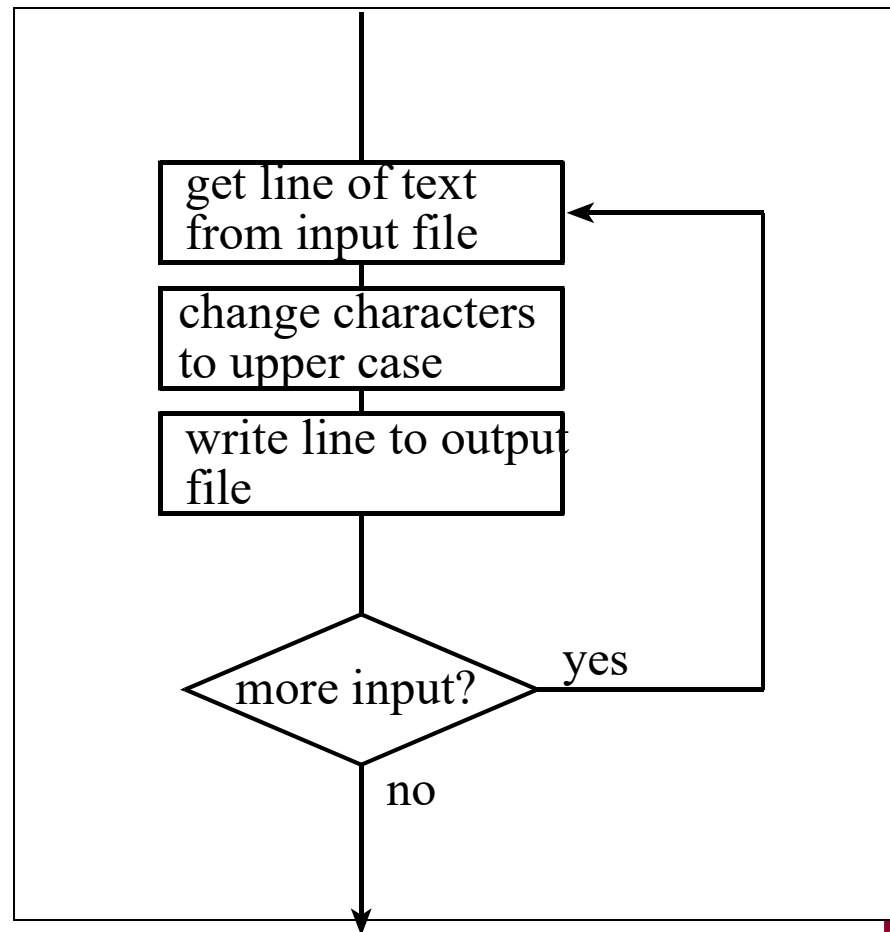 get line of text
from input file
change characters
to upper case
write line to output
file
more input?
yes
no